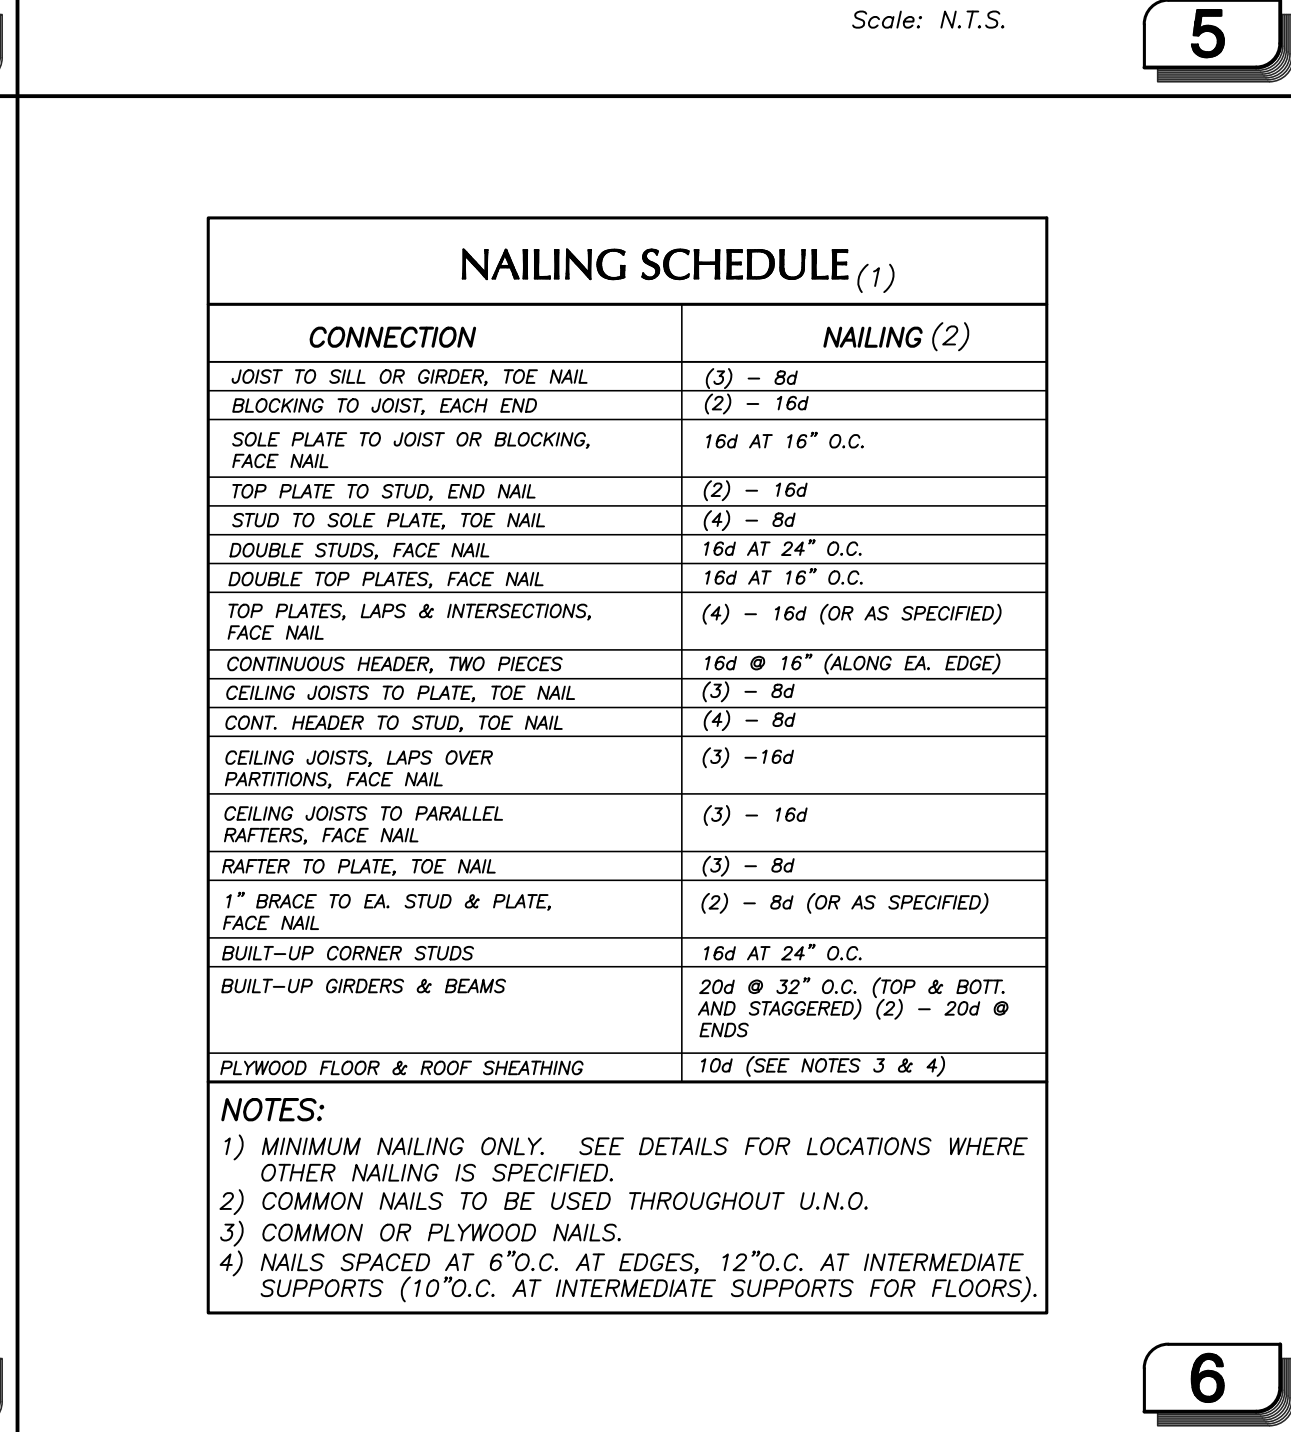 Scale: N.T.S.
5
NAILING SCHEDULE (1)
CONNECTION NAILING (2)
JOIST TO SILL OR GIRDER, TOE NAIL (3) – 8d
BLOCKING TO JOIST, EACH END (2) – 16d
SOLE PLATE TO JOIST OR BLOCKING,
FACE NAIL
16d AT 16" O.C.
TOP PLATE TO STUD, END NAIL (2) – 16d
STUD TO SOLE PLATE, TOE NAIL (4) – 8d
DOUBLE STUDS, FACE NAIL 16d AT 24" O.C.
DOUBLE TOP PLATES, FACE NAIL 16d AT 16" O.C.
TOP PLATES, LAPS & INTERSECTIONS,
FACE NAIL
(4) – 16d (OR AS SPECIFIED)
CONTINUOUS HEADER, TWO PIECES 16d @ 16" (ALONG EA. EDGE)
CEILING JOISTS TO PLATE, TOE NAIL (3) – 8d
CONT. HEADER TO STUD, TOE NAIL (4) – 8d
CEILING JOISTS, LAPS OVER
PARTITIONS, FACE NAIL
(3) –16d
CEILING JOISTS TO PARALLEL
RAFTERS, FACE NAIL
(3) – 16d
RAFTER TO PLATE, TOE NAIL (3) – 8d
1" BRACE TO EA. STUD & PLATE,
FACE NAIL
(2) – 8d (OR AS SPECIFIED)
BUILT–UP CORNER STUDS 16d AT 24" O.C.
BUILT–UP GIRDERS & BEAMS
20d @ 32" O.C. (TOP & BOTT.
AND STAGGERED) (2) – 20d @
ENDS
PLYWOOD FLOOR & ROOF SHEATHING 10d (SEE NOTES 3 & 4)
NOTES:
1) MINIMUM NAILING ONLY. SEE DETAILS FOR LOCATIONS WHERE
OTHER NAILING IS SPECIFIED.
2) COMMON NAILS TO BE USED THROUGHOUT U.N.O.
3) COMMON OR PLYWOOD NAILS.
4) NAILS SPACED AT 6"O.C. AT EDGES, 12"O.C. AT INTERMEDIATE
SUPPORTS (10"O.C. AT INTERMEDIATE SUPPORTS FOR FLOORS).
6